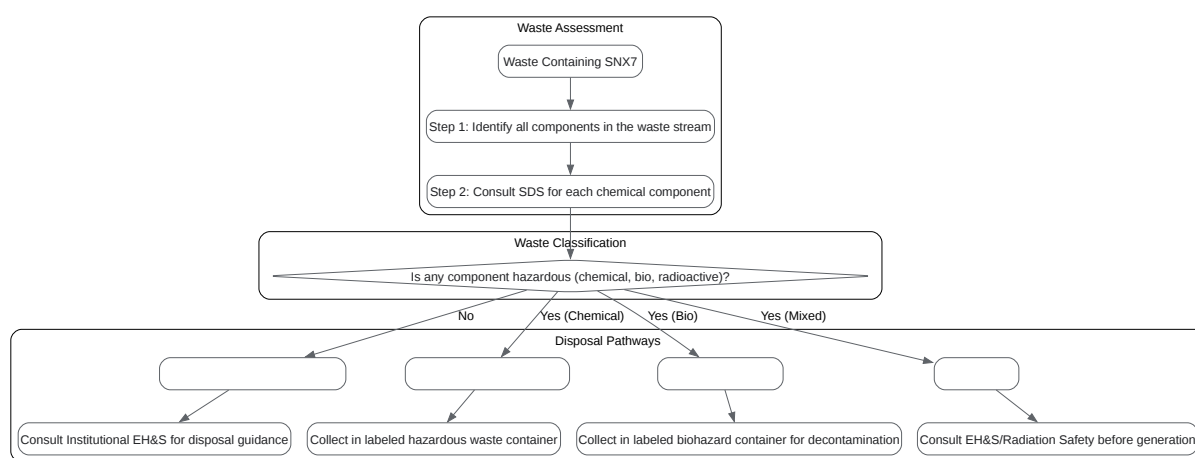 Waste Assessment
Waste Containing SNX7
Step 1: Identify all components in the waste stream
Step 2: Consult SDS for each chemical component
Waste Classification
Is any component hazardous (chemical, bio, radioactive)?
No
Yes (Chemical)
Yes (Bio)
Yes (Mixed)
Disposal Pathways
Consult Institutional EH&S for disposal guidance
Collect in labeled hazardous waste container
Collect in labeled biohazard container for decontamination
Consult EH&S/Radiation Safety before generation